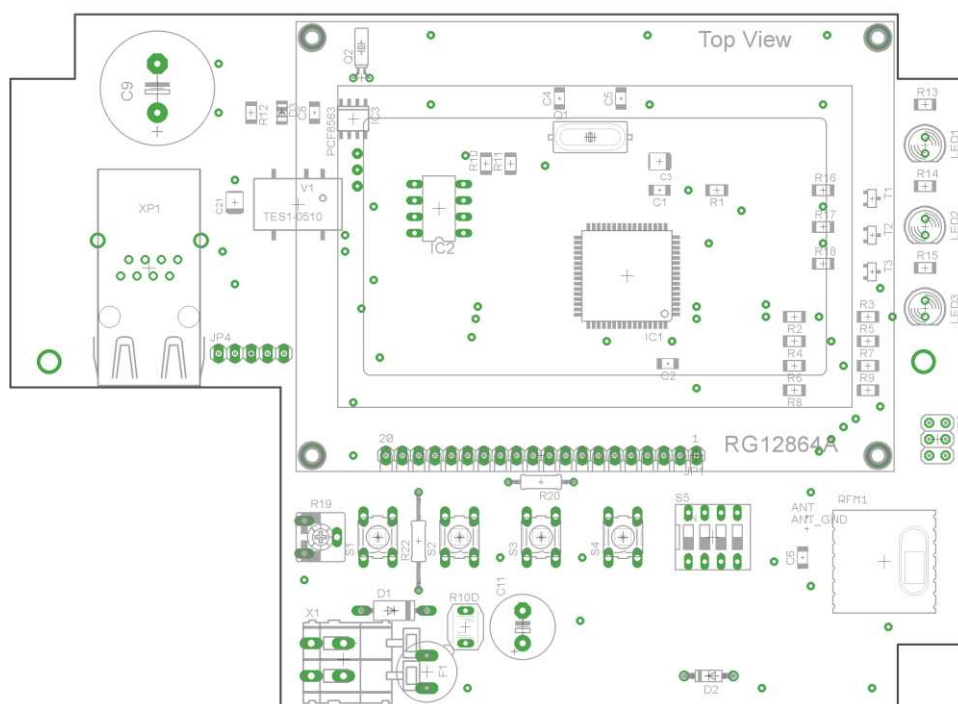 Top View
Q2
C9
R12
D3
C8
PCF8563
IC3
C4
C5
Q1
R13
LED1
R10
R11
C3
R14
XP1
C21
V1
TES1-0510
C1
R1
R16
T1
IC2
R17
T2
LED2
R18
T3
R15
IC1
LED3
JP4
R2
R3
R4
R5
C2
R6
R7
R8
R9
20
1
RG12864A
JP1
R20
R19
S1
R22
S2
S3
S4
S5
ANT
ANT_GND
RFM1
C6
X1
D1
R10D
C11
F1
D2